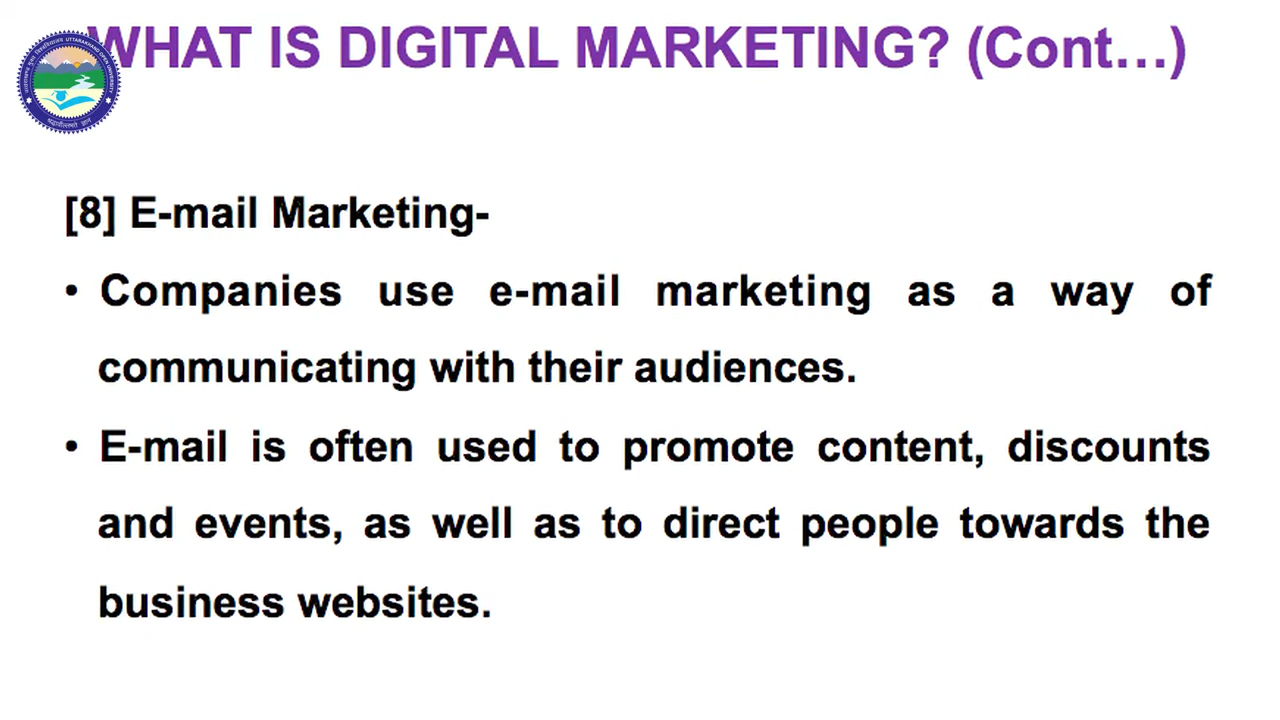 WHAT IS DIGITAL MARKETING? (Cont…)
[8] E-mail Marketing-
• Companies use e-mail marketing as a way of
communicating with their audiences.
• E-mail is often used to promote content, discounts
and events, as well as to direct people towards the
business websites.